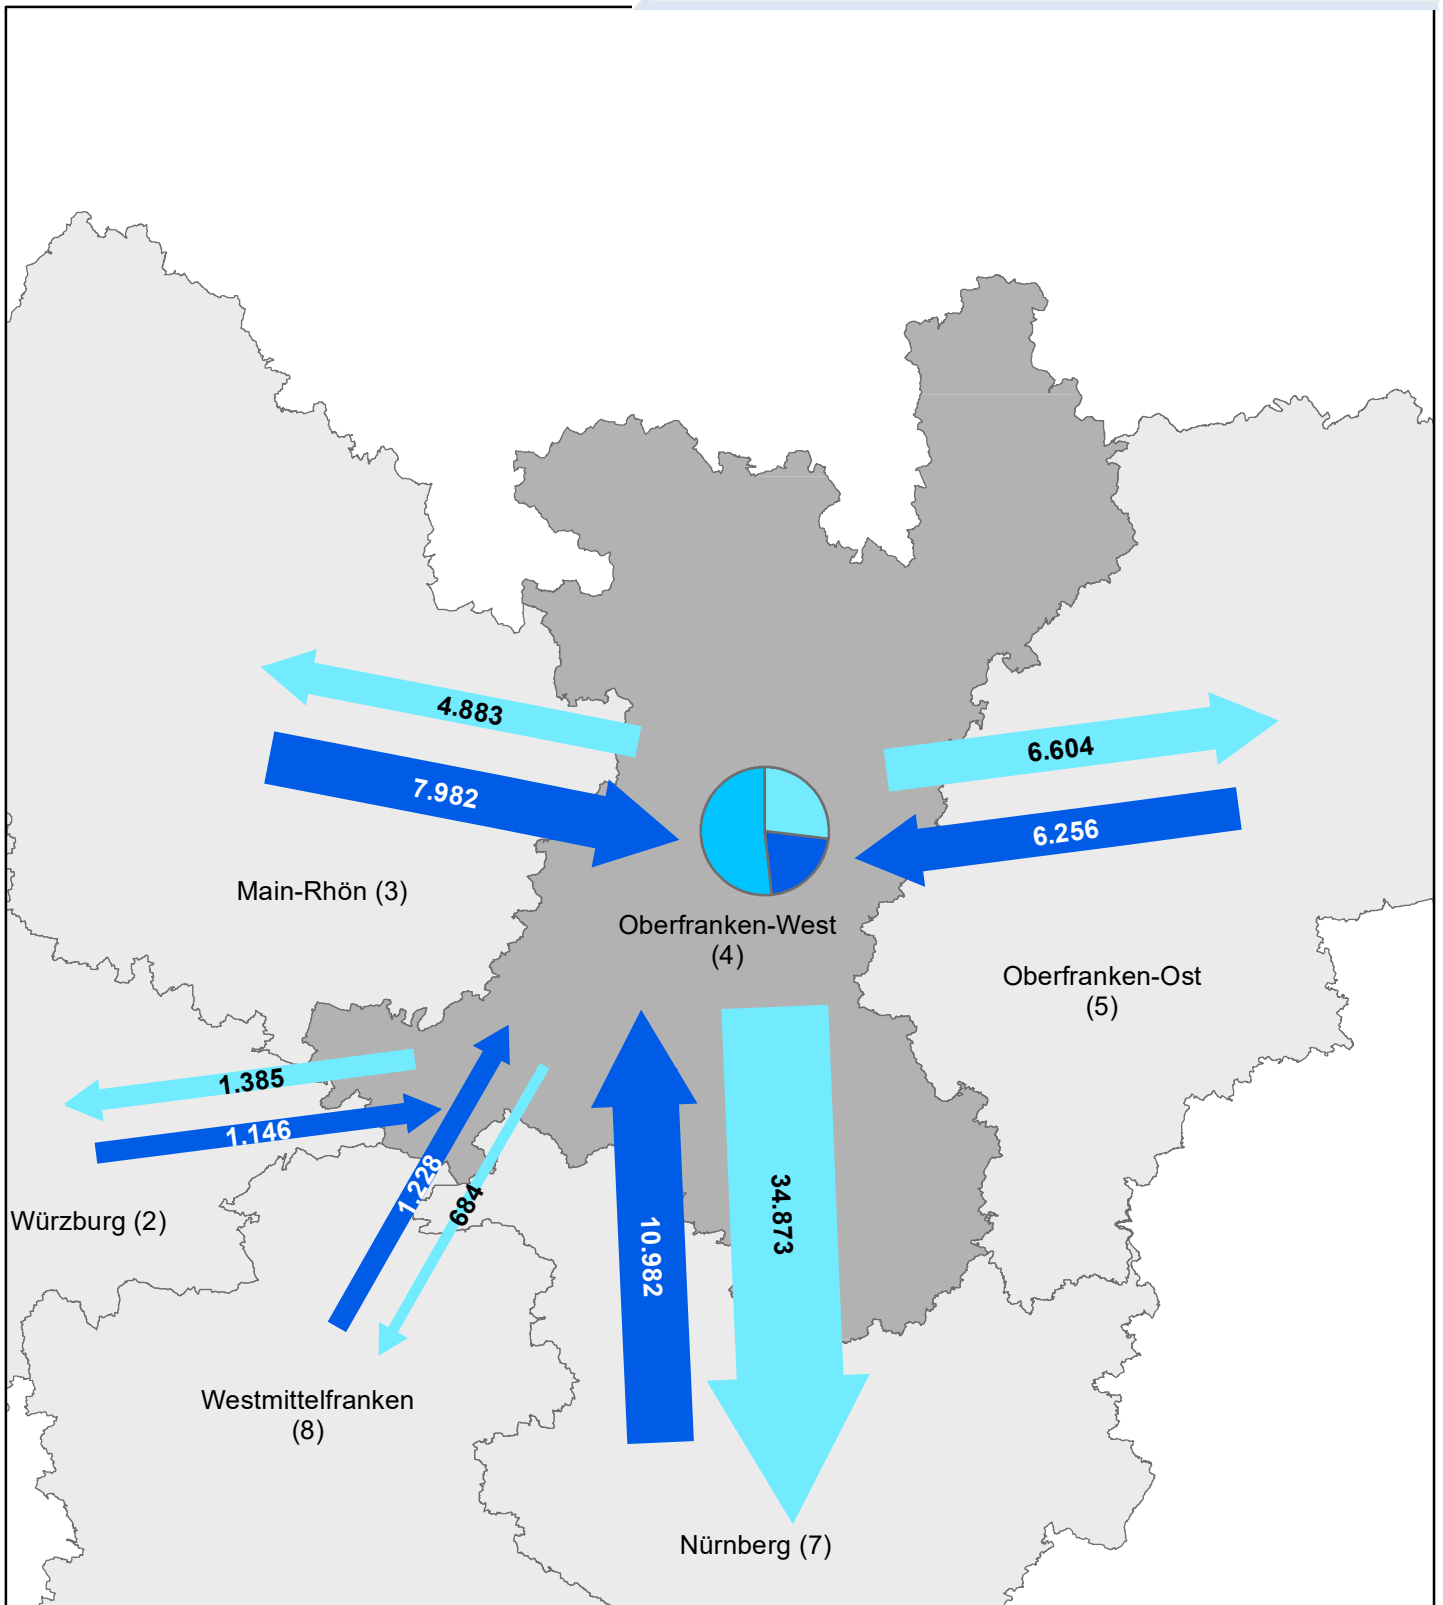 4.883
7.982
6.604
6.256
Main-Rhön (3)
Oberfranken-West
(4)
Oberfranken-Ost
(5)
1.385
1.146
1.228
684
10.982
34.873
Würzburg (2)
Westmittelfranken
(8)
Nürnberg (7)